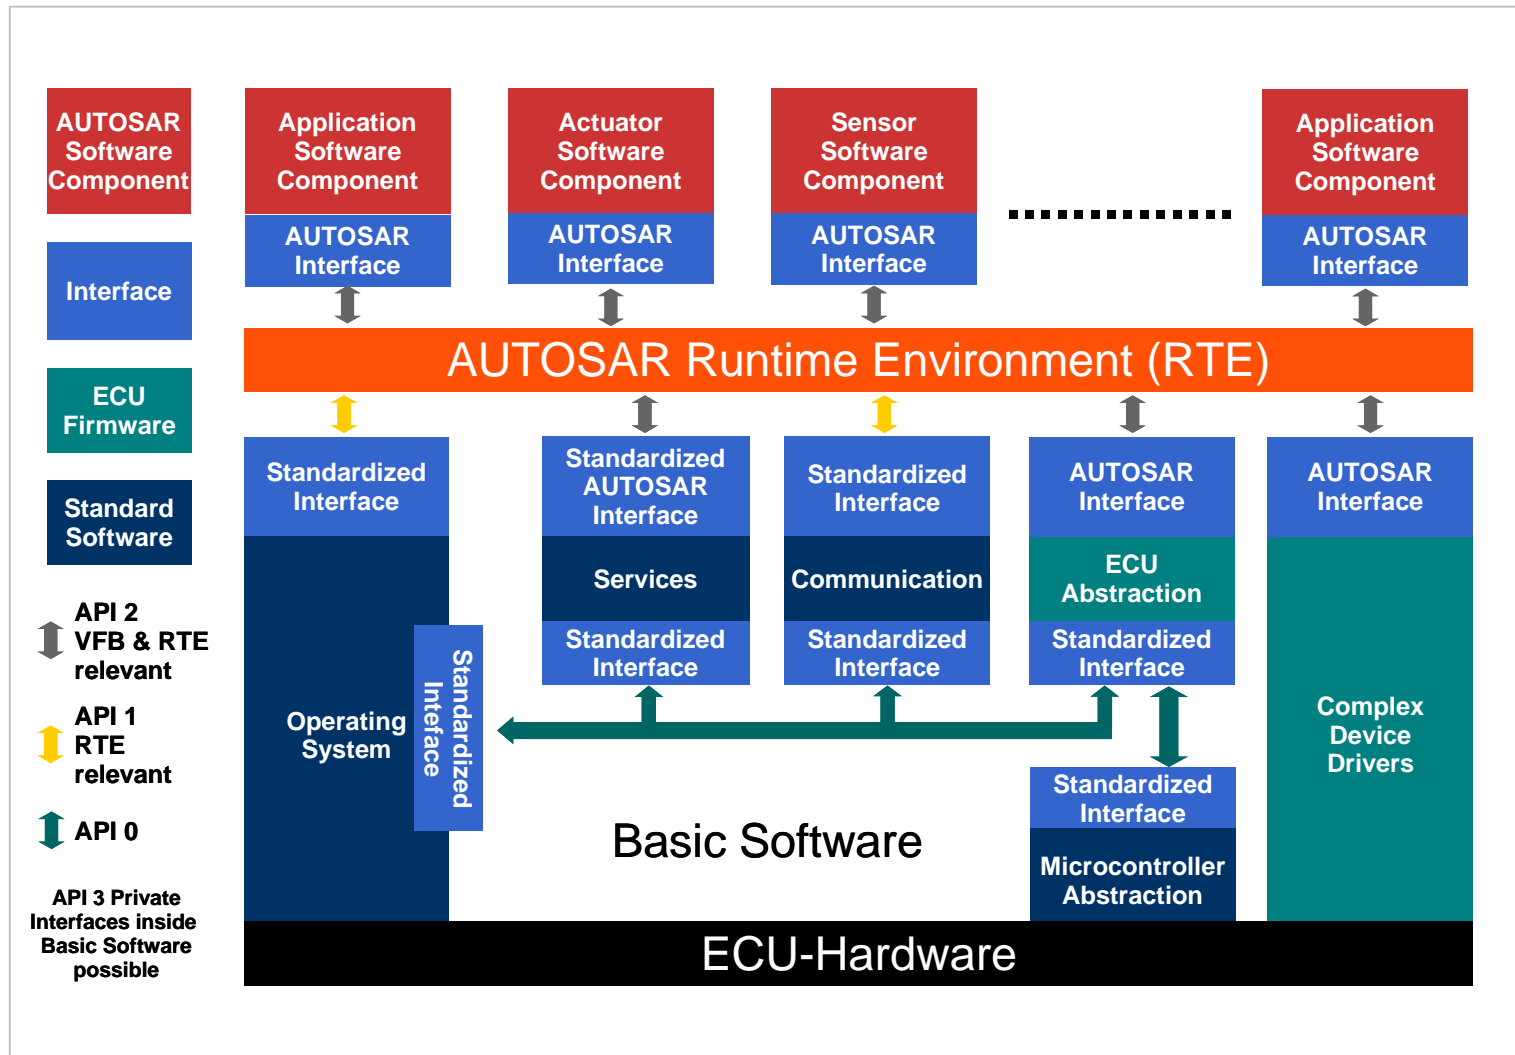 AUTOSAR
Software
Component
Interface
ECU
Firmware
Standard
Software
API 2
VFB & RTE
relevant
API 1
RTE
relevant
API 0
API 3 Private
Interfaces inside
Basic Software
possible
Application
Software
Component
AUTOSAR
Interface
Actuator
Software
Component
AUTOSAR
Interface
Sensor
Software
Component
AUTOSAR
Interface
Application
Software
Component
AUTOSAR
Interface
AUTOSAR Runtime Environment (RTE)
Standardized
Interface
Operating
System
Standardized
Inteface
Standardized
AUTOSAR
Interface
Services
Standardized
Interface
Standardized
Interface
Communication
Standardized
Interface
AUTOSAR
Interface
ECU
Abstraction
Standardized
Interface
Standardized
Interface
Microcontroller
Abstraction
AUTOSAR
Interface
Complex
Device
Drivers
Basic Software
ECU-Hardware